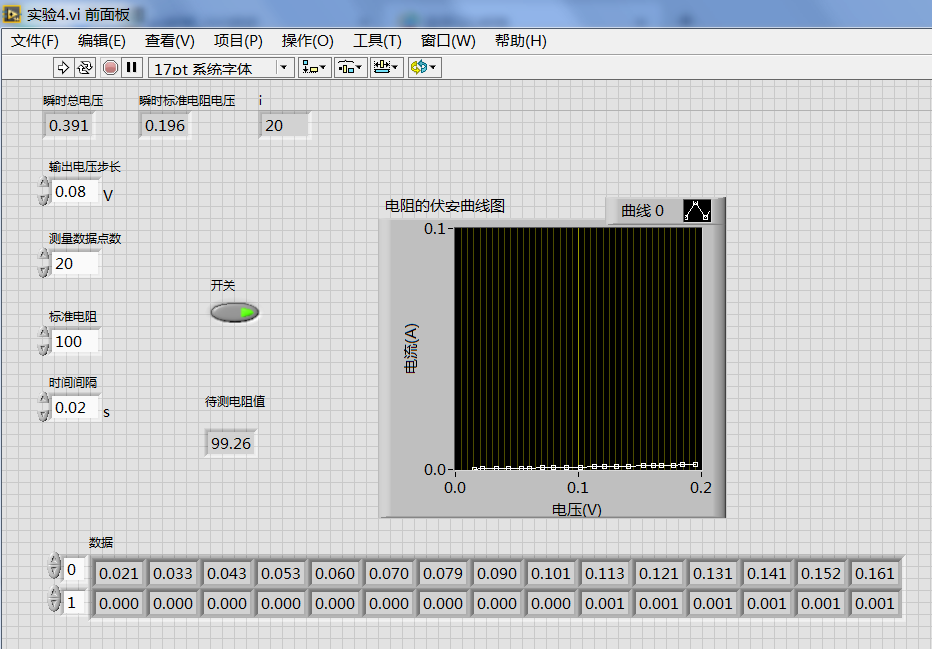 实验4.vi 前面板
文件(F) 编辑(E) 查看(V) 项目(P) 操作(O) 工具(T) 窗口(W) 帮助(H)
17pt 系统字体
瞬时总电压 瞬时标准电阻电压 i
0.391 0.196 20
输出电压步长
0.08 V
测量数据点数
20
标准电阻
100
时间间隔
0.02 s
开关
待测电阻值
99.26
电阻的伏安曲线图 曲线 0
0.1
电流(A)
0.0
0.0 0.1 0.2
电压(V)
数据
0 0.021 0.033 0.043 0.053 0.060 0.070 0.079 0.090 0.101 0.113 0.121 0.131 0.141 0.152 0.161
1 0.000 0.000 0.000 0.000 0.000 0.000 0.000 0.000 0.000 0.001 0.001 0.001 0.001 0.001 0.001